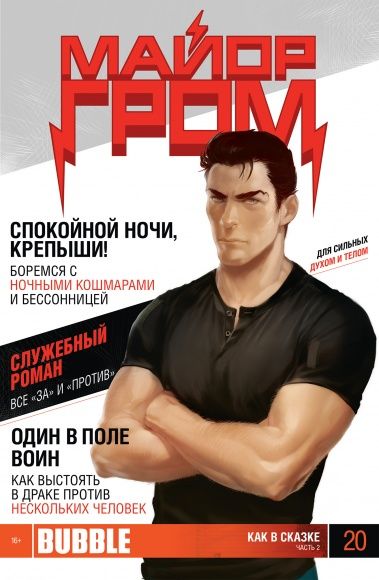 МАЙОР
ГРОМ
СПОКОЙНОЙ НОЧИ,
КРЕПЫШИ!
БОРЕМСЯ С
НОЧНЫМИ КОШМАРАМИ
И БЕССОННИЦЕЙ
ДЛЯ СИЛЬНЫХ
ДУХОМ И ТЕЛОМ
СЛУЖЕБНЫЙ
РОМАН
ВСЕ «ЗА» И «ПРОТИВ»
ОДИН В ПОЛЕ
ВОИН
КАК ВЫСТОЯТЬ
В ДРАКЕ ПРОТИВ
НЕСКОЛЬКИХ ЧЕЛОВЕК
16+
BUBBLE
КАК В СКАЗКЕ
ЧАСТЬ 2
20